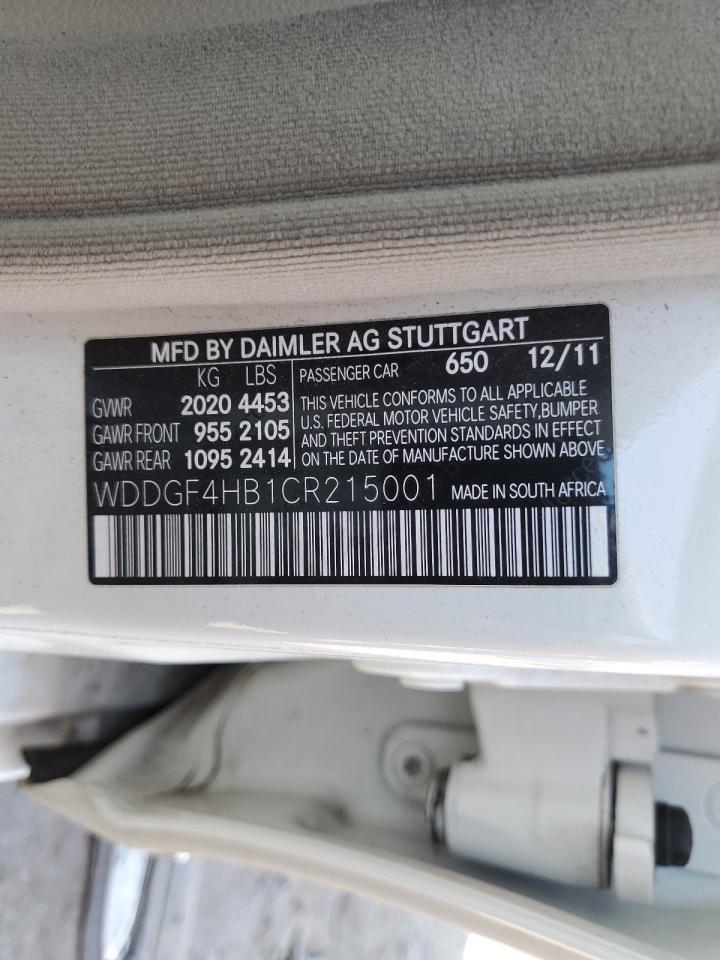 MFD BY DAIMLER AG STUTTGART
KG LBS
GVWR 2020 4453
GAWR FRONT 955 2105
GAWR REAR 1095 2414
PASSENGER CAR 650 12/11
THIS VEHICLE CONFORMS TO ALL APPLICABLE
U.S. FEDERAL MOTOR VEHICLE SAFETY,BUMPER
AND THEFT PREVENTION STANDARDS IN EFFECT
ON THE DATE OF MANUFACTURE SHOWN ABOVE
WDDGF4HB1CR215001 MADE IN SOUTH AFRICA